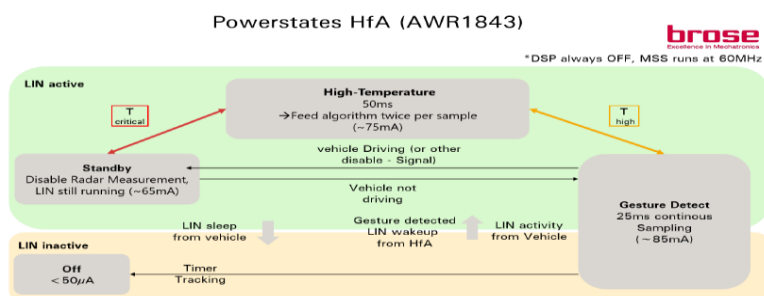 Powerstates HfA (AWR1843)
brose
Excellence in Mechatronics
*DSP always OFF, MSS runs at 60MHz
LIN active
High-Temperature
50ms
→Feed algorithm twice per sample
(~75mA)
T
critical
T
high
vehicle Driving (or other
disable - Signal)
Standby
Disable Radar Measurement,
LIN still running (~65mA)
Vehicle not
driving
Gesture Detect
25ms continous
Sampling
(~85mA)
LIN sleep
from vehicle
Gesture detected
LIN wakeup
from HfA
LIN activity
from Vehicle
LIN inactive
Off
<50µA
Timer
Tracking